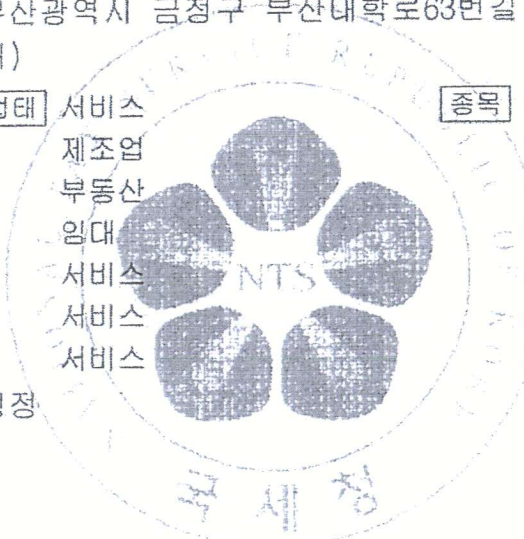 부산광역시 금정구 부산대학로63번길
태 서비스 종목
제조업
부동산
임대
서비스
서비스
서비스
정
NTS
국 세 청